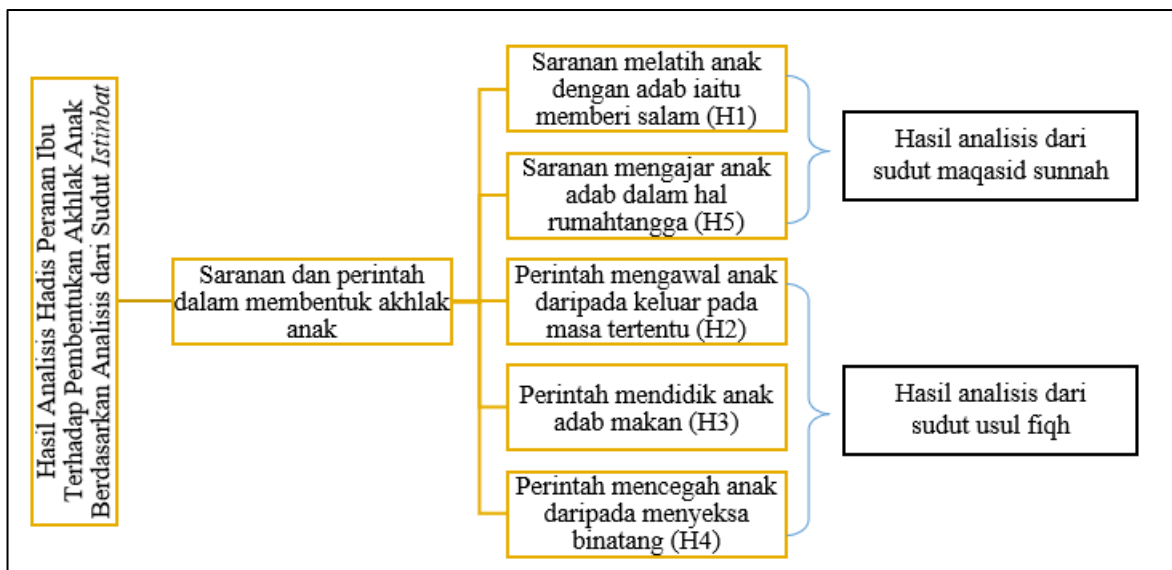 Hasil Analisis Hadis Peranan Ibu
Terhadap Pembentukan Akhlak Anak
Berdasarkan Analisis dari Sudut Istinbat
Saranan dan perintah
dalam membentuk akhlak
anak
Saranan melatih anak
dengan adab iaitu
memberi salam (H1)
Saranan mengajar anak
adab dalam hal
rumahtangga (H5)
Perintah mengawal anak
daripada keluar pada
masa tertentu (H2)
Perintah mendidik anak
adab makan (H3)
Perintah mencegah anak
daripada menyeksa
binatang (H4)
Hasil analisis dari
sudut maqasid sunnah
Hasil analisis dari
sudut usul fiqh